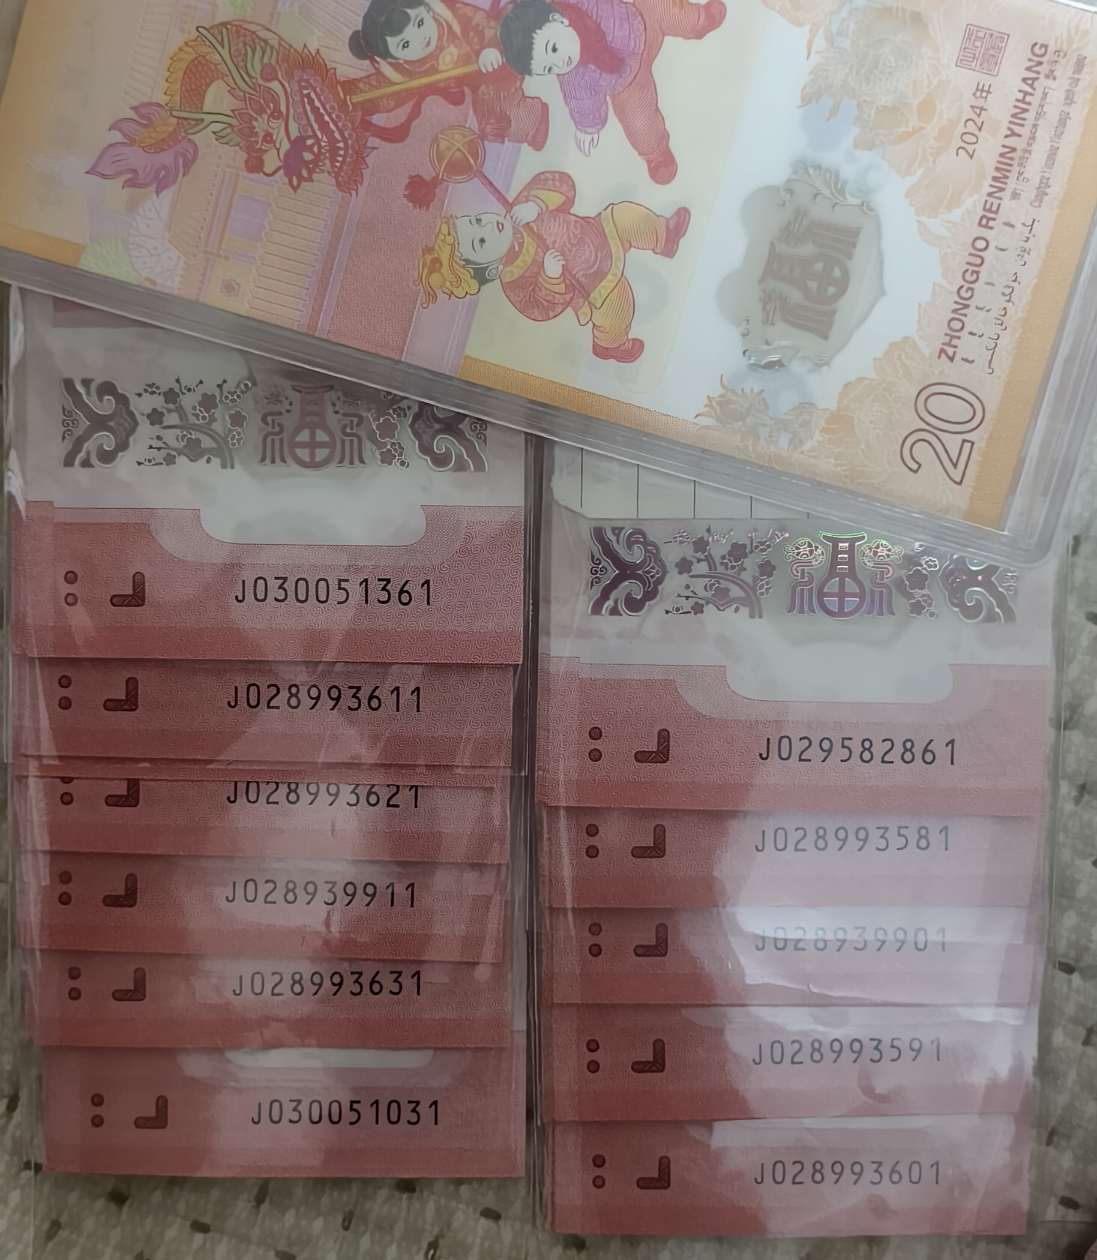 2024年
ZHONGGUO RENMIN YINHANG
20
J030051361
J028993611
J028993621
J028939911
J028993631
J030051031
J029582861
J028993581
J028939901
J028993591
J028993601